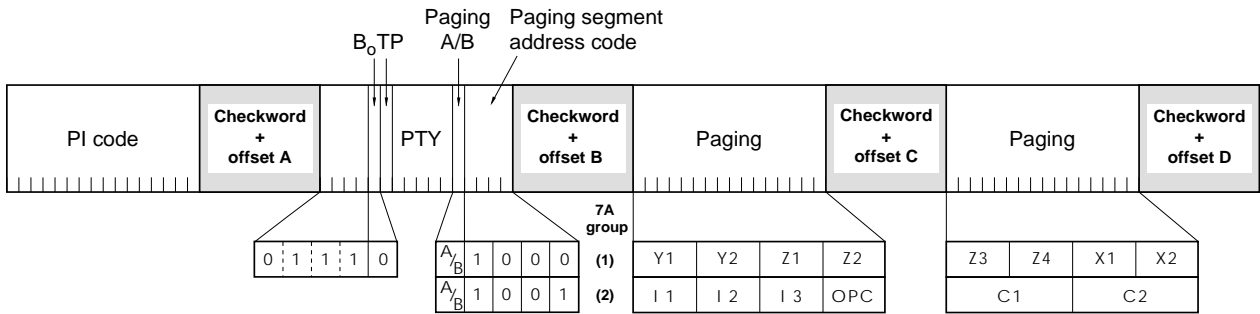 Paging
A/B
Paging segment
address code
BoTP
PI code
Checkword
+
offset A
PTY
Checkword
+
offset B
Paging
Checkword
+
offset C
Paging
Checkword
+
offset D
7A
group
0 1 1 1 0
A/B 1 0 0 0 (1) Y1 Y2 Z1 Z2 Z3 Z4 X1 X2
A/B 1 0 0 1 (2) I1 I2 I3 OPC C1 C2